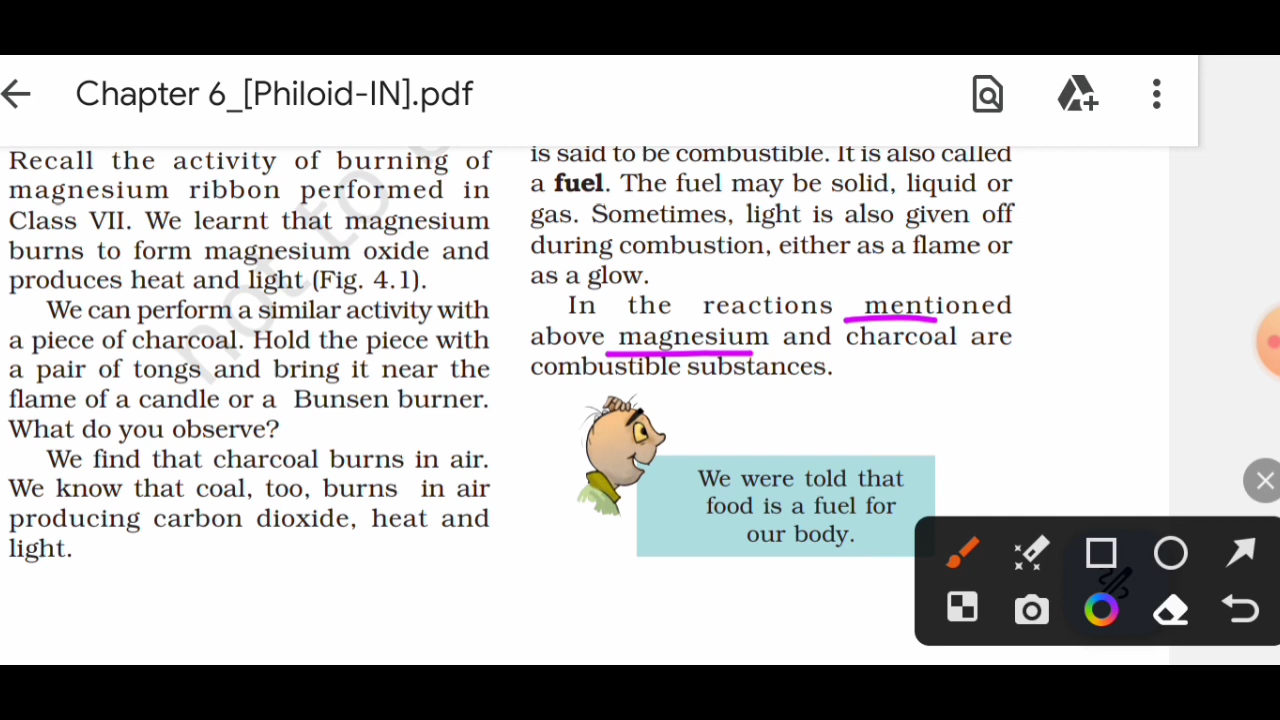 Chapter 6_[Philoid-IN].pdf
Recall the activity of burning of
magnesium ribbon performed in
Class VII. We learnt that magnesium
burns to form magnesium oxide and
produces heat and light (Fig. 4.1).
We can perform a similar activity with
a piece of charcoal. Hold the piece with
a pair of tongs and bring it near the
flame of a candle or a Bunsen burner.
What do you observe?
We find that charcoal burns in air.
We know that coal, too, burns in air
producing carbon dioxide, heat and
light.
is said to be combustible. It is also called
a fuel. The fuel may be solid, liquid or
gas. Sometimes, light is also given off
during combustion, either as a flame or
as a glow.
In the reactions mentioned
above magnesium and charcoal are
combustible substances.
We were told that
food is a fuel for
our body.
not to